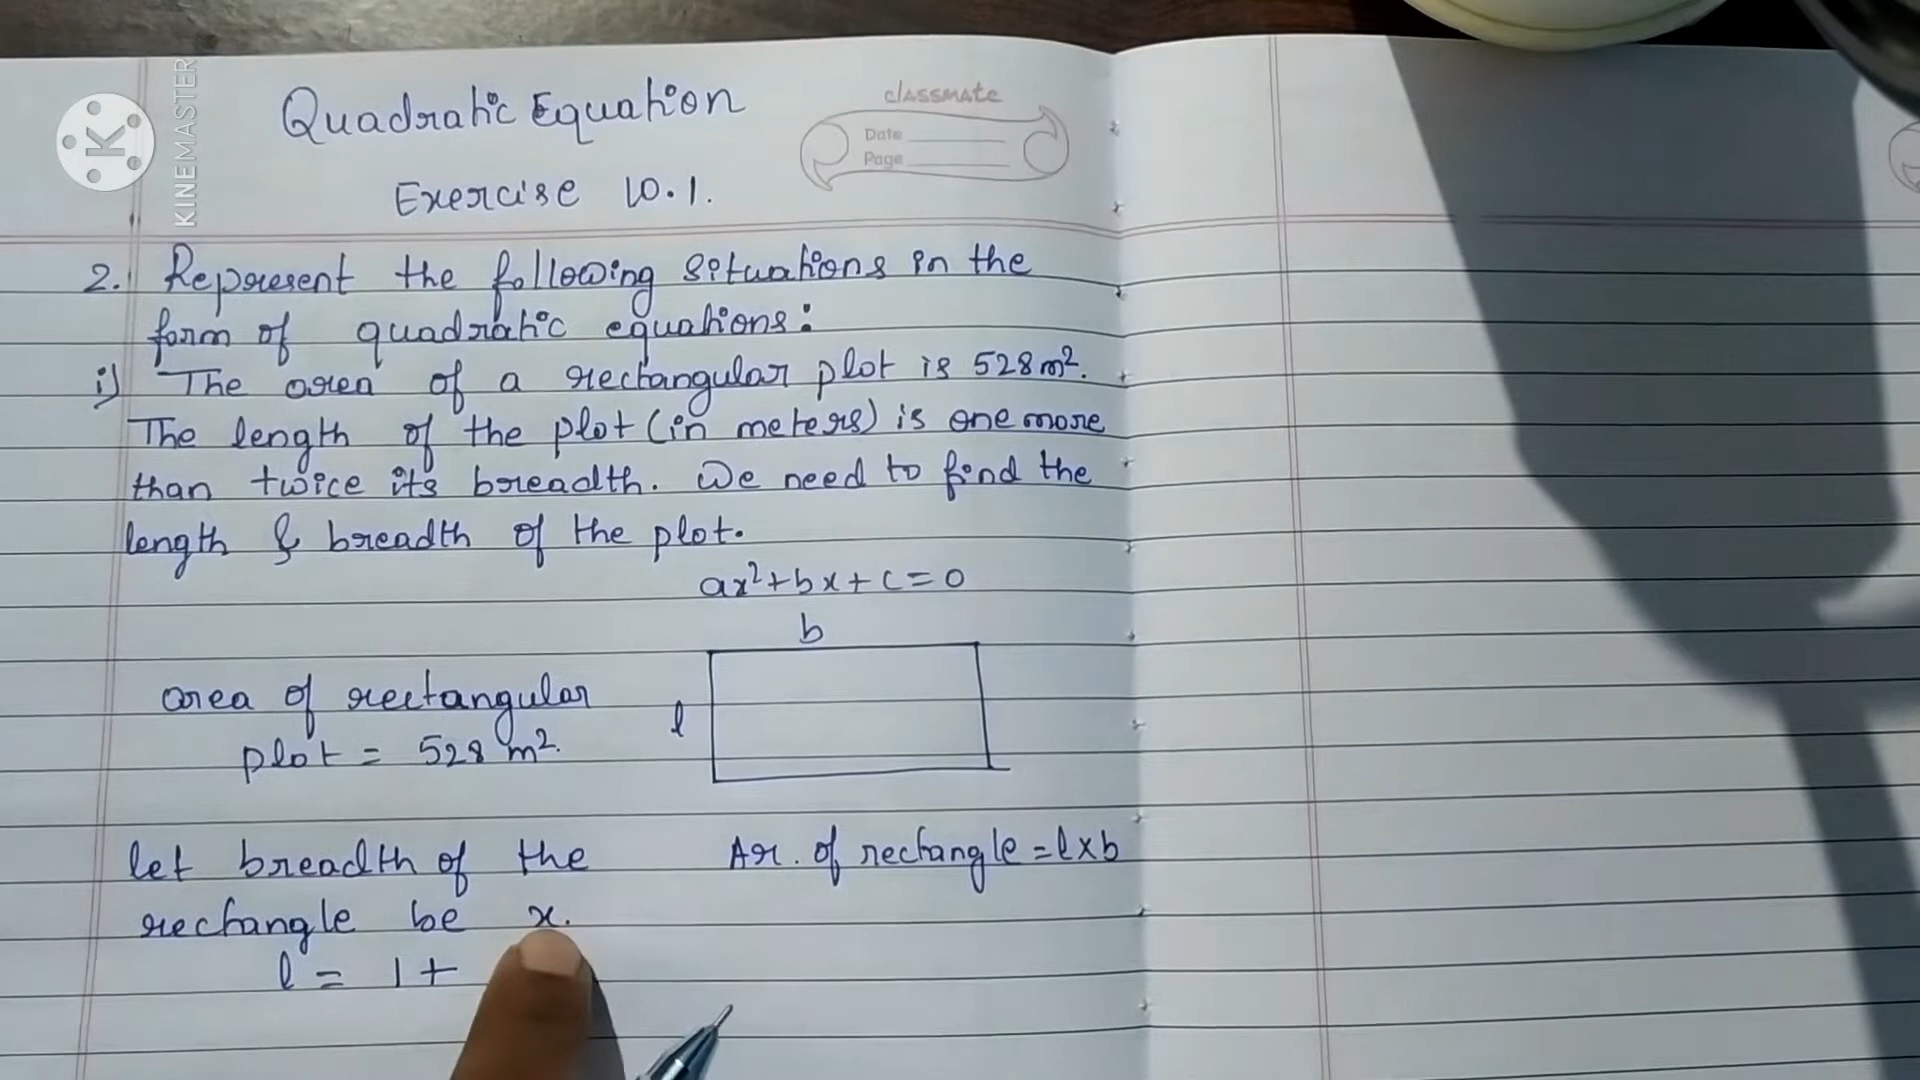 KINEMASTER
Quadratic Equation
classmate
Date
Page
Exercise 10.1.
2. Represent the following situations in the
form of quadratic equations:
i) The area of a rectangular plot is 528m².
The length of the plot (in meters) is one more
than twice its breadth. We need to find the
length & breadth of the plot.
ax²+bx+c=0
b
area of rectangular
l
plot = 528 m².
let breadth of the
Ar. of rectangle = l×b
rectangle be x.
l = 1+